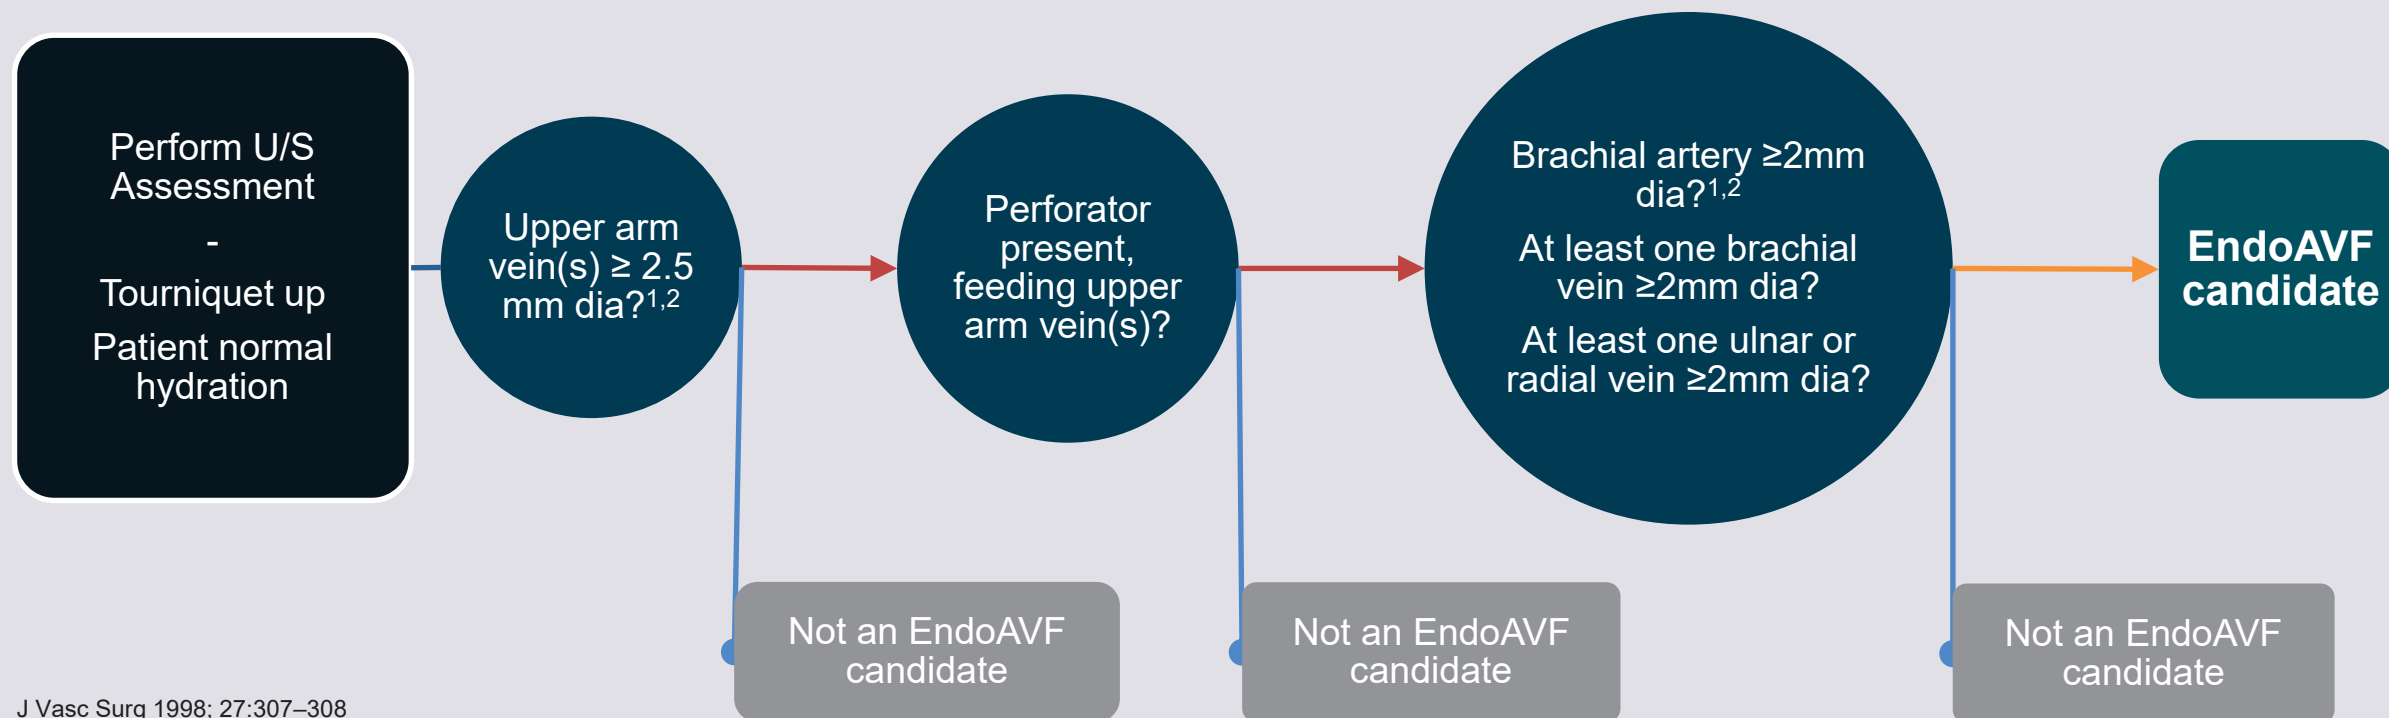 Perform U/S
Assessment
-
Tourniquet up
Patient normal
hydration
Upper arm
vein(s) ≥ 2.5
mm dia?1,2
Perforator
present,
feeding upper
arm vein(s)?
Brachial artery ≥2mm
dia?1,2
At least one brachial
vein ≥2mm dia?
At least one ulnar or
radial vein ≥2mm dia?
EndoAVF
candidate
Not an EndoAVF
candidate
Not an EndoAVF
candidate
Not an EndoAVF
candidate
J Vasc Surg 1998; 27:307–308